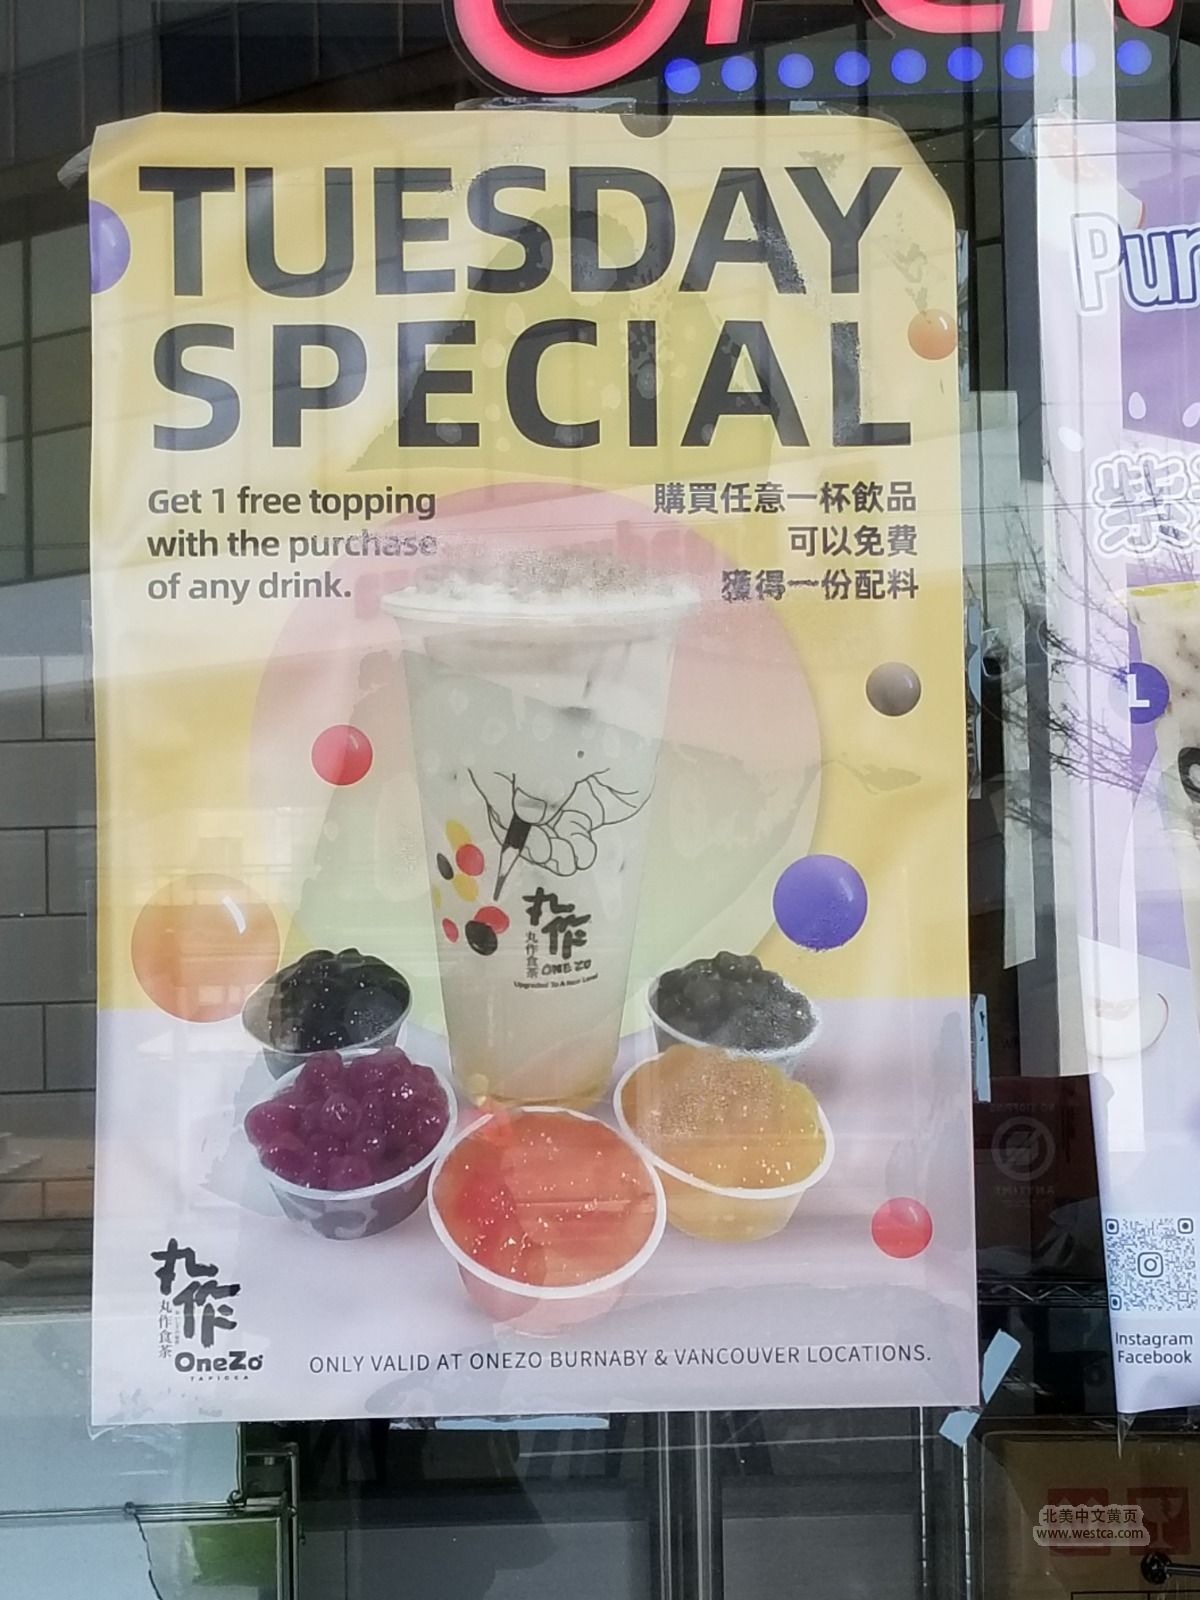 OPEN
TUESDAY
SPECIAL
Get 1 free topping
with the purchase
of any drink.
購買任意一杯飲品
可以免費
獲得一份配料
丸作
丸作食茶
ONE ZO
Upgraded To A New Level
丸作
丸作食茶
OneZo
TAPIOCA
ONLY VALID AT ONEZO BURNABY & VANCOUVER LOCATIONS.
Pur
紫
L
Instagram
Facebook
北美中文黄页
www.westca.com